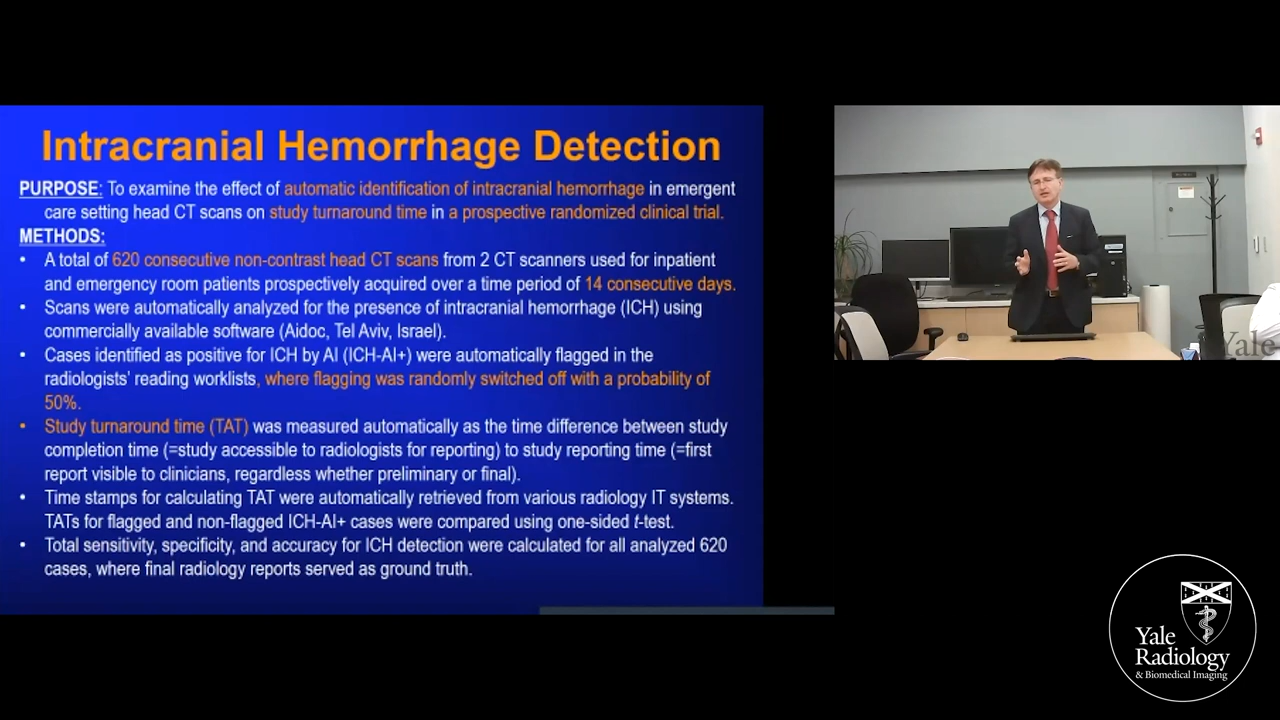 Intracranial Hemorrhage Detection
PURPOSE: To examine the effect of automatic identification of intracranial hemorrhage in emergent
care setting head CT scans on study turnaround time in a prospective randomized clinical trial.
METHODS:
• A total of 620 consecutive non-contrast head CT scans from 2 CT scanners used for inpatient
and emergency room patients prospectively acquired over a time period of 14 consecutive days.
• Scans were automatically analyzed for the presence of intracranial hemorrhage (ICH) using
commercially available software (Aidoc, Tel Aviv, Israel).
• Cases identified as positive for ICH by AI (ICH-AI+) were automatically flagged in the
radiologists' reading worklists, where flagging was randomly switched off with a probability of
50%.
• Study turnaround time (TAT) was measured automatically as the time difference between study
completion time (=study accessible to radiologists for reporting) to study reporting time (=first
report visible to clinicians, regardless whether preliminary or final).
• Time stamps for calculating TAT were automatically retrieved from various radiology IT systems.
TATs for flagged and non-flagged ICH-AI+ cases were compared using one-sided t-test.
• Total sensitivity, specificity, and accuracy for ICH detection were calculated for all analyzed 620
cases, where final radiology reports served as ground truth.
Yale
Yale
Radiology
& Biomedical Imaging